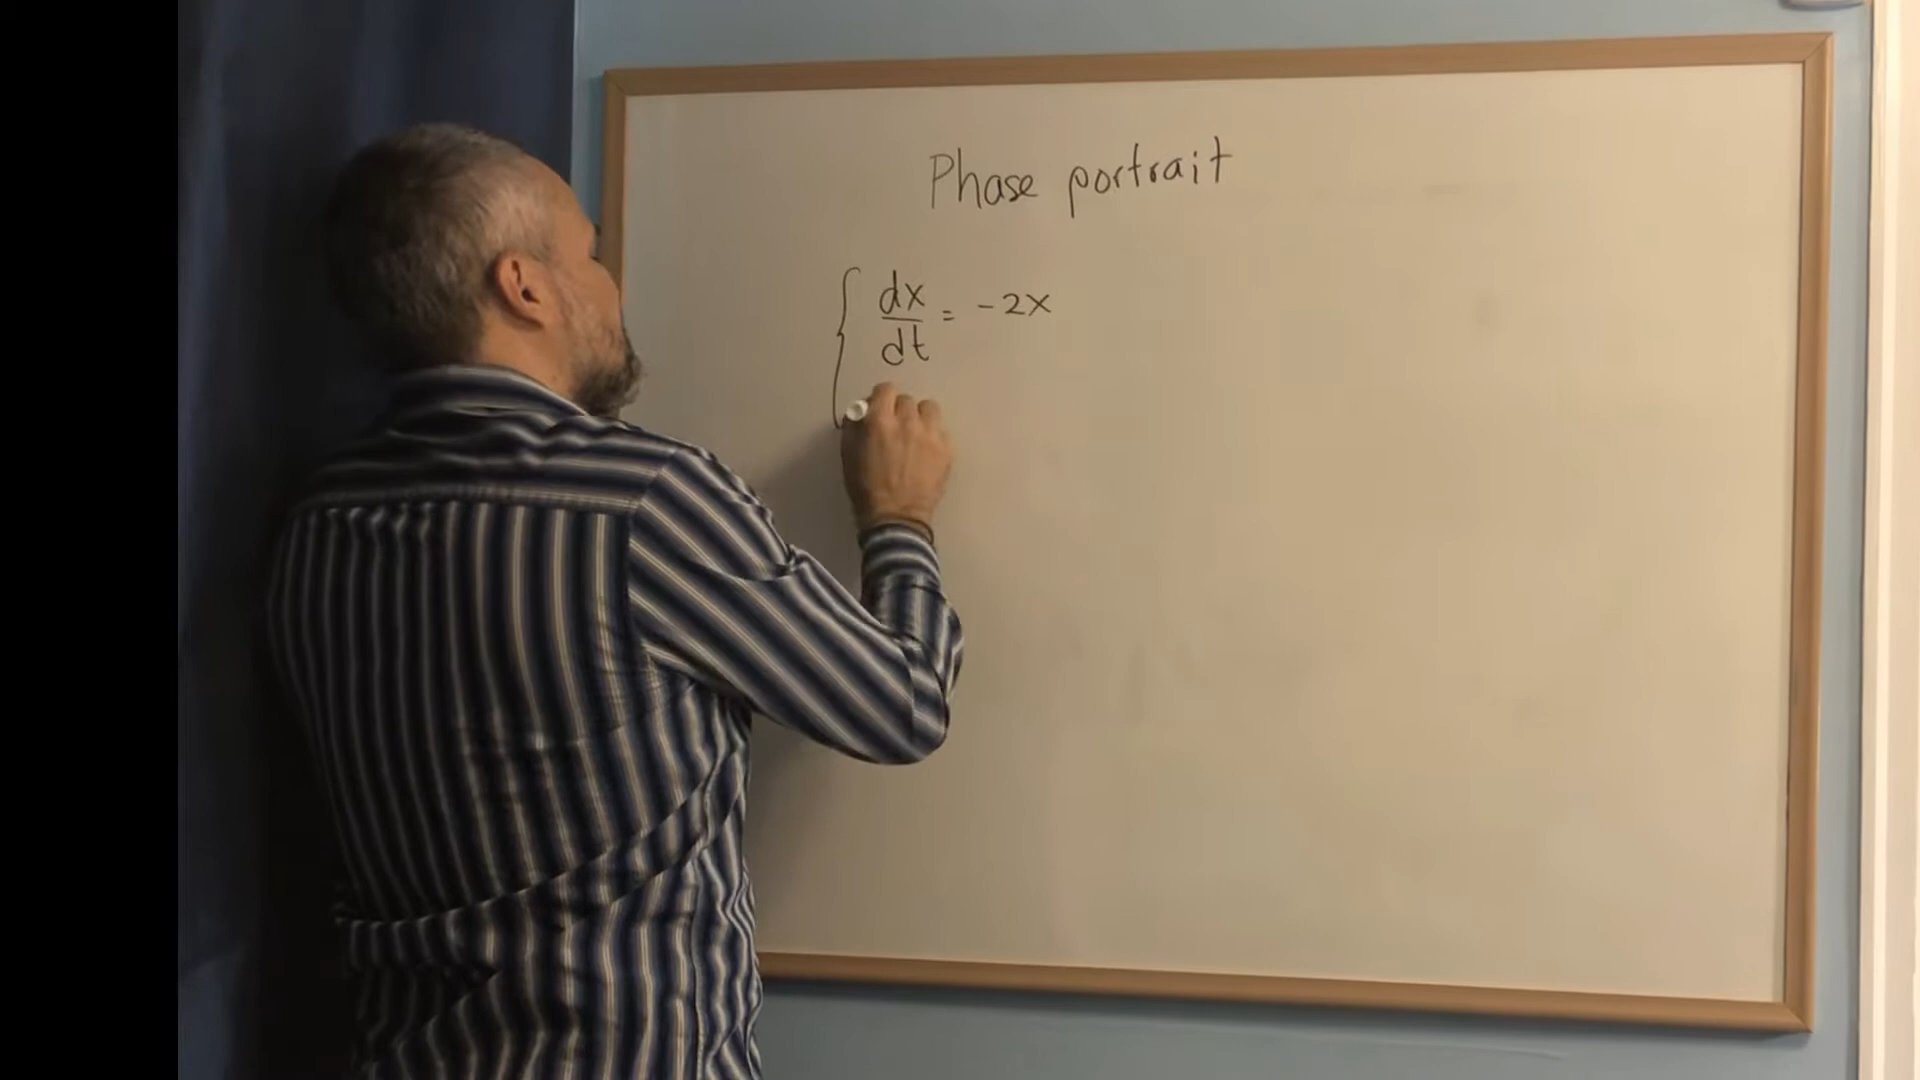 Phase portrait
{ dx/dt = -2x